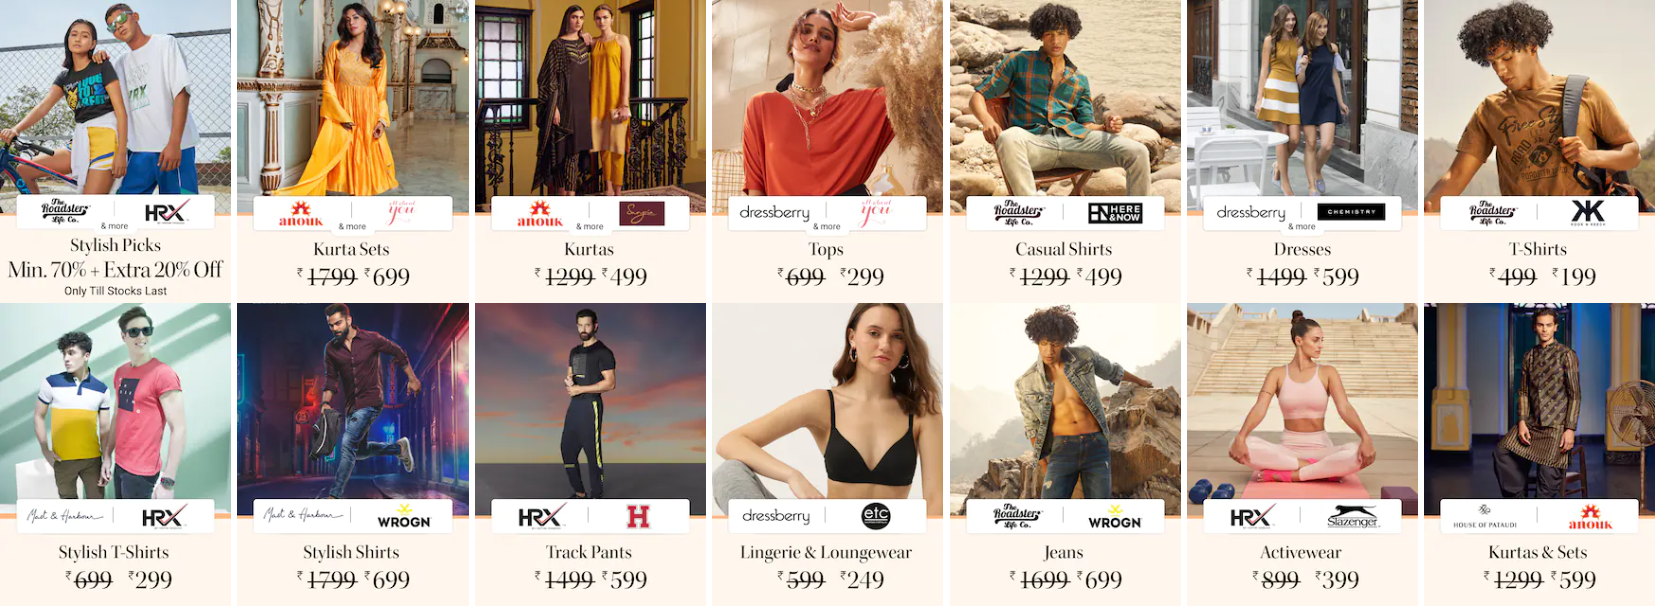 The Roadster Life Co. HRX
& more
Stylish Picks
Min. 70% + Extra 20% Off
Only Till Stocks Last
anouk all about you
& more
Kurta Sets
₹1799 ₹699
anouk Sangria
& more
Kurtas
₹1299 ₹499
dressberry all about you
& more
Tops
₹699 ₹299
The Roadster Life Co. HERE &NOW
Casual Shirts
₹1299 ₹499
dressberry CHEMISTRY
& more
Dresses
₹1499 ₹599
The Roadster Life Co. HOOK N KEECH
T-Shirts
₹499 ₹199
Mast & Harbour HRX
Stylish T-Shirts
₹699 ₹299
Mast & Harbour WROGN
Stylish Shirts
₹1799 ₹699
HRX H
Track Pants
₹1499 ₹599
dressberry etc
Lingerie & Loungewear
₹599 ₹249
The Roadster Life Co. WROGN
Jeans
₹1699 ₹699
HRX Slazenger
Activewear
₹899 ₹399
HOUSE OF PATAUDI anouk
Kurtas & Sets
₹1299 ₹599